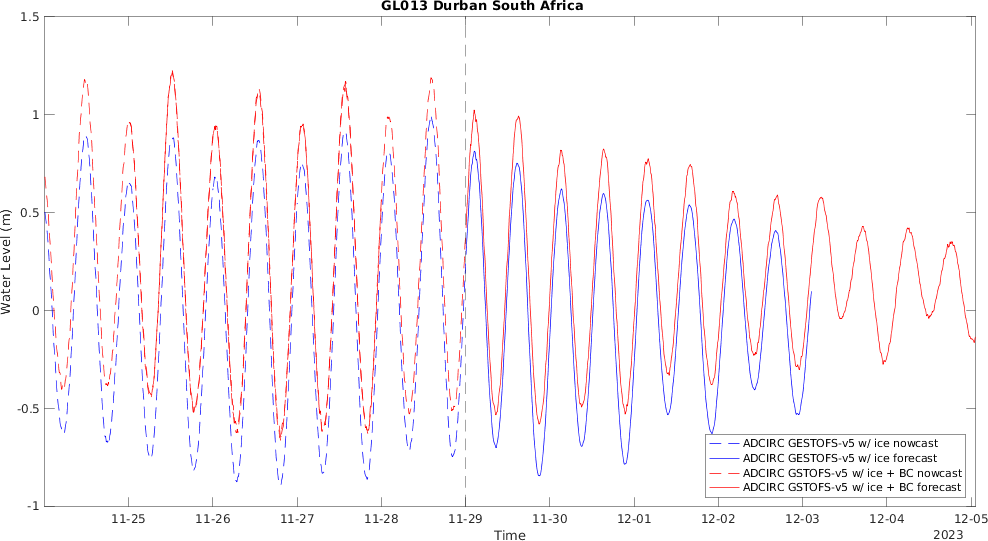 GL013 Durban South Africa
1.5
1
0.5
0
-0.5
-1
Water Level (m)
11-25
11-26
11-27
11-28
11-29
11-30
12-01
12-02
12-03
12-04
12-05
Time
2023
ADCIRC GESTOFS-v5 w/ ice nowcast
ADCIRC GESTOFS-v5 w/ ice forecast
ADCIRC GSTOFS-v5 w/ ice + BC nowcast
ADCIRC GSTOFS-v5 w/ ice + BC forecast